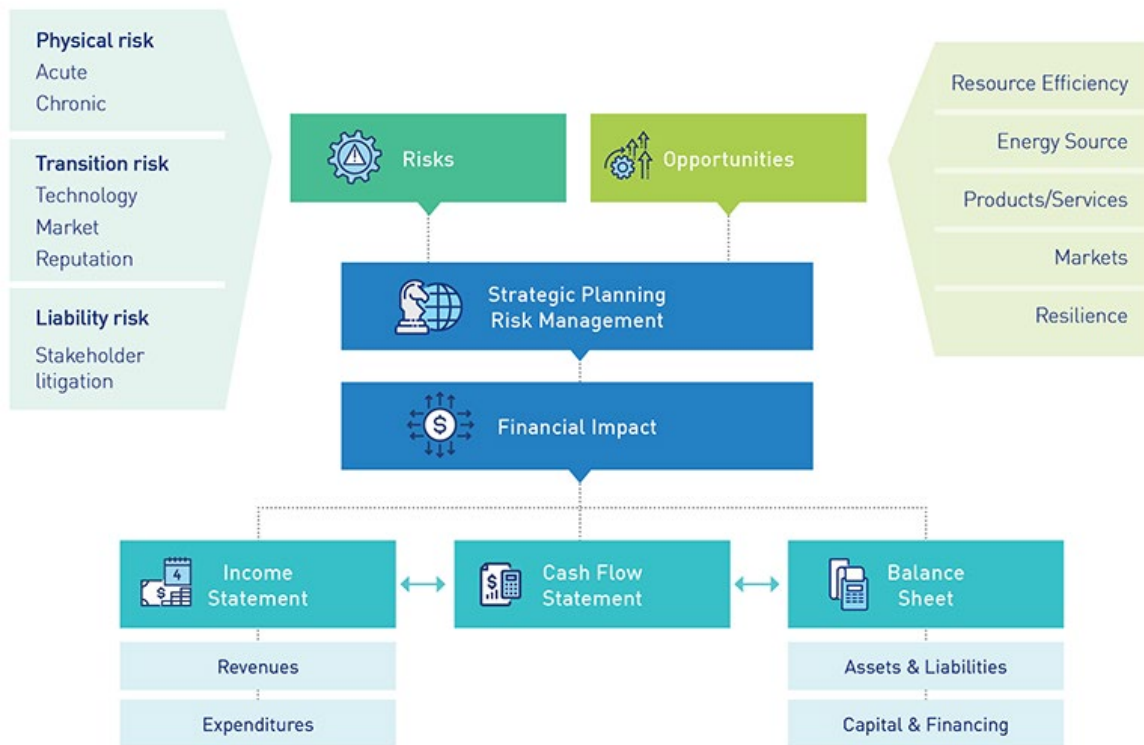 Physical risk
Acute
Chronic
Transition risk
Technology
Market
Reputation
Liability risk
Stakeholder
litigation
Risks
Opportunities
Resource Efficiency
Energy Source
Products/Services
Markets
Resilience
Strategic Planning
Risk Management
$
Financial Impact
4
$
Income
Statement
$
Cash Flow
Statement
Balance
Sheet
Revenues
Expenditures
Assets & Liabilities
Capital & Financing